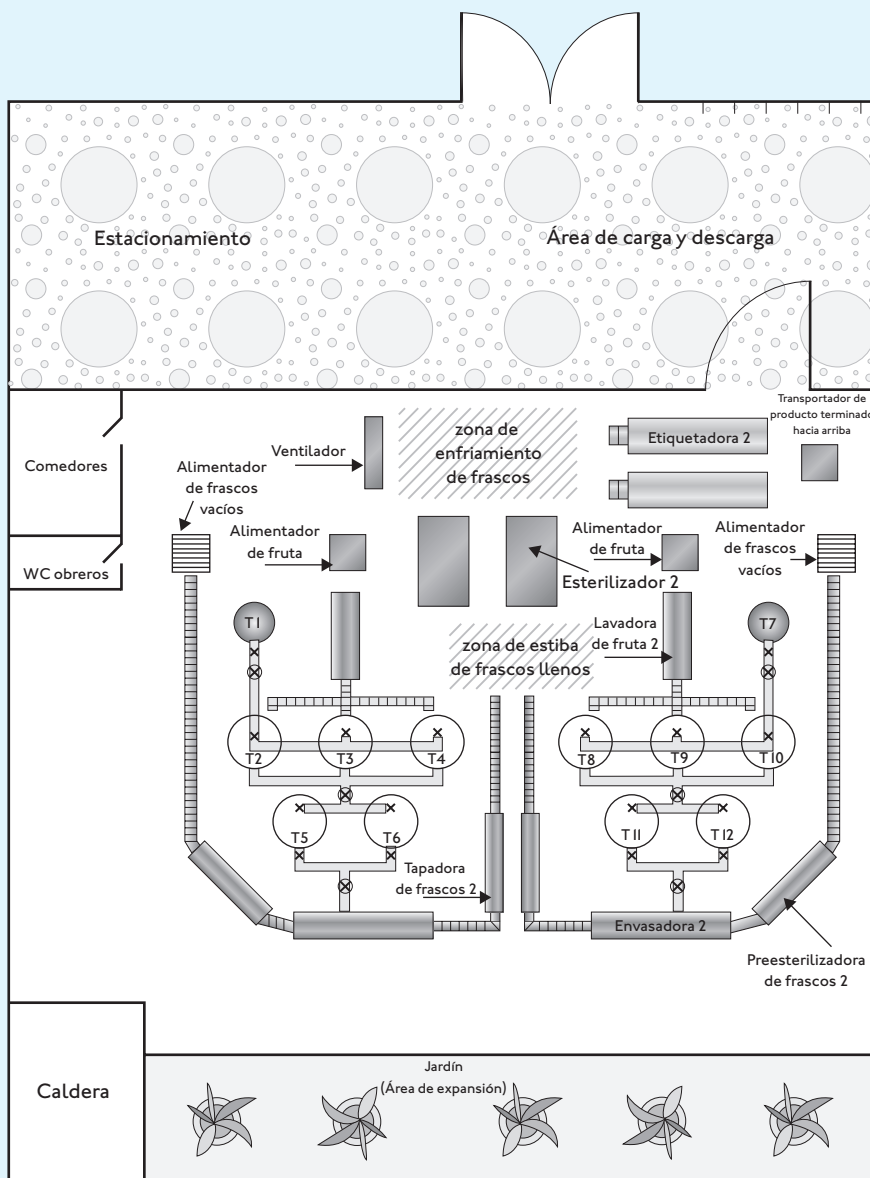 Estacionamiento
Área de carga y descarga
Transportador de
producto terminado
hacia arriba
Comedores
Ventilador
zona de
enfriamiento
de frascos
Etiquetadora 2
Alimentador
de frascos
vacíos
Alimentador
de fruta
Alimentador
de fruta
Alimentador
de frascos
vacíos
WC obreros
Esterilizador 2
T1
zona de estiba
de frascos llenos
Lavadora
de fruta 2
T7
T2
T3
T4
T8
T9
T10
T5
T6
T11
T12
Tapadora
de frascos 2
Envasadora 2
Preesterilizadora
de frascos 2
Caldera
Jardín
(Área de expansión)